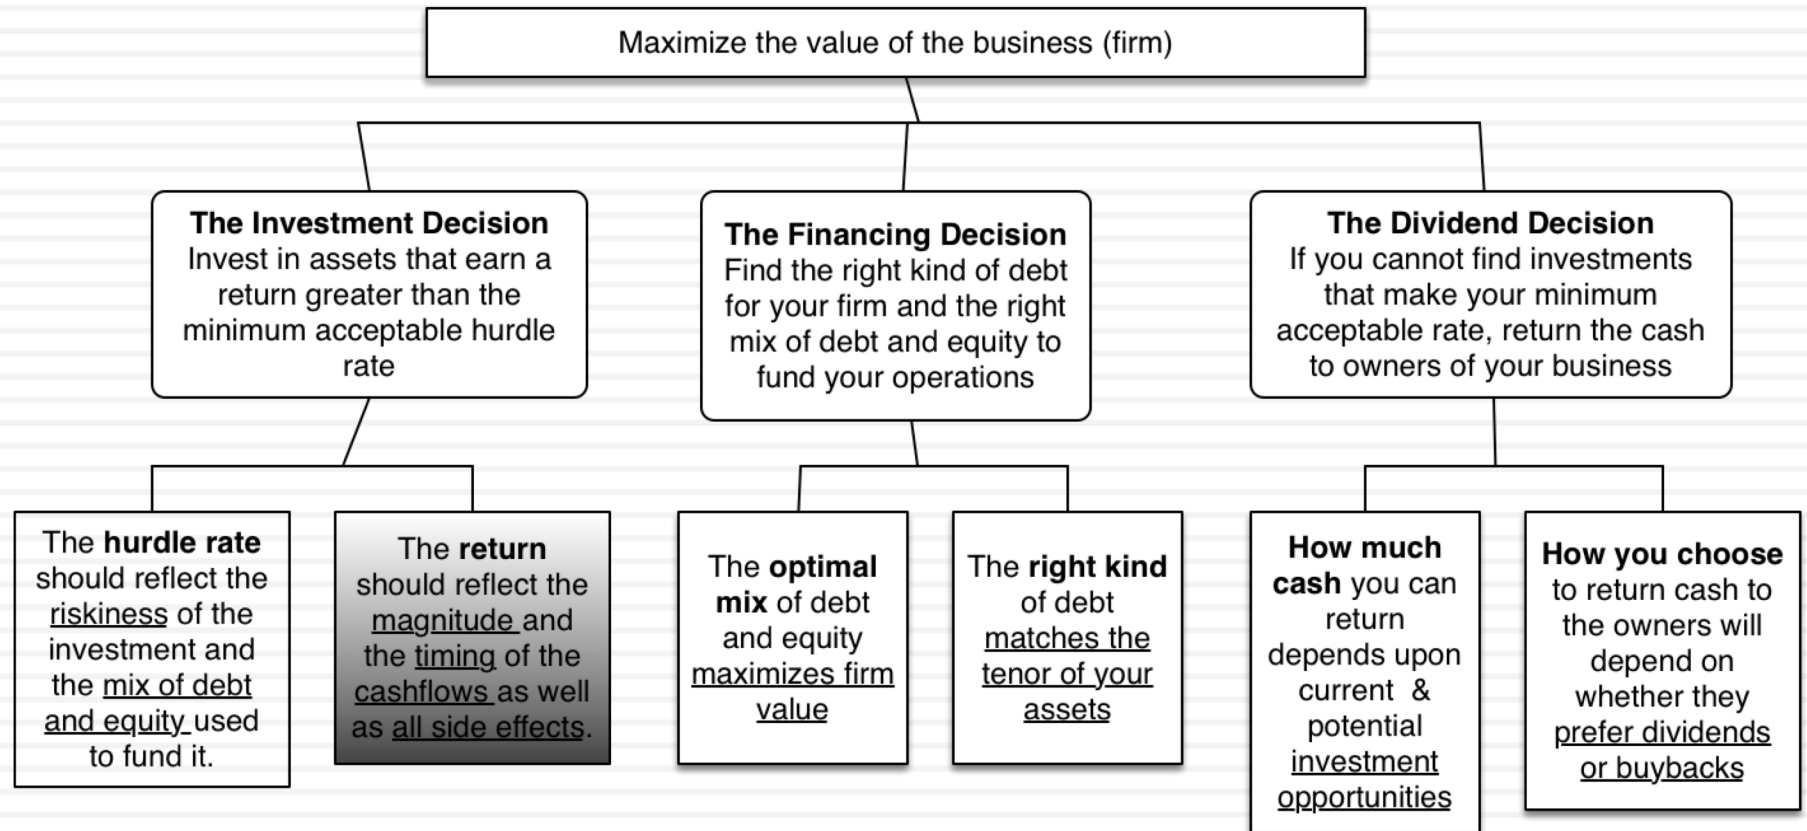 Maximize the value of the business (firm)
The Investment Decision
Invest in assets that earn a
return greater than the
minimum acceptable hurdle
rate
The Financing Decision
Find the right kind of debt
for your firm and the right
mix of debt and equity to
fund your operations
The Dividend Decision
If you cannot find investments
that make your minimum
acceptable rate, return the cash
to owners of your business
The hurdle rate
should reflect the
riskiness of the
investment and
the mix of debt
and equity used
to fund it.
The return
should reflect the
magnitude and
the timing of the
cashflows as well
as all side effects.
The optimal
mix of debt
and equity
maximizes firm
value
The right kind
of debt
matches the
tenor of your
assets
How much
cash you can
return
depends upon
current &
potential
investment
opportunities
How you choose
to return cash to
the owners will
depend on
whether they
prefer dividends
or buybacks